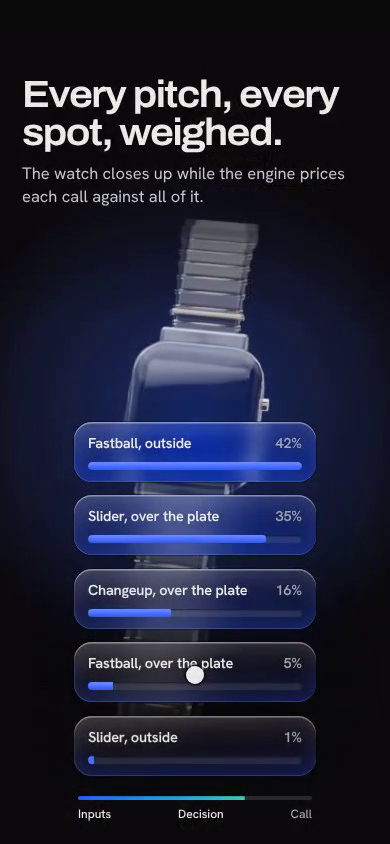 Every pitch, every
spot, weighed.
The watch closes up while the engine prices
each call against all of it.
Fastball, outside 42%
Slider, over the plate 35%
Changeup, over the plate 16%
Fastball, over the plate 5%
Slider, outside 1%
Inputs Decision Call